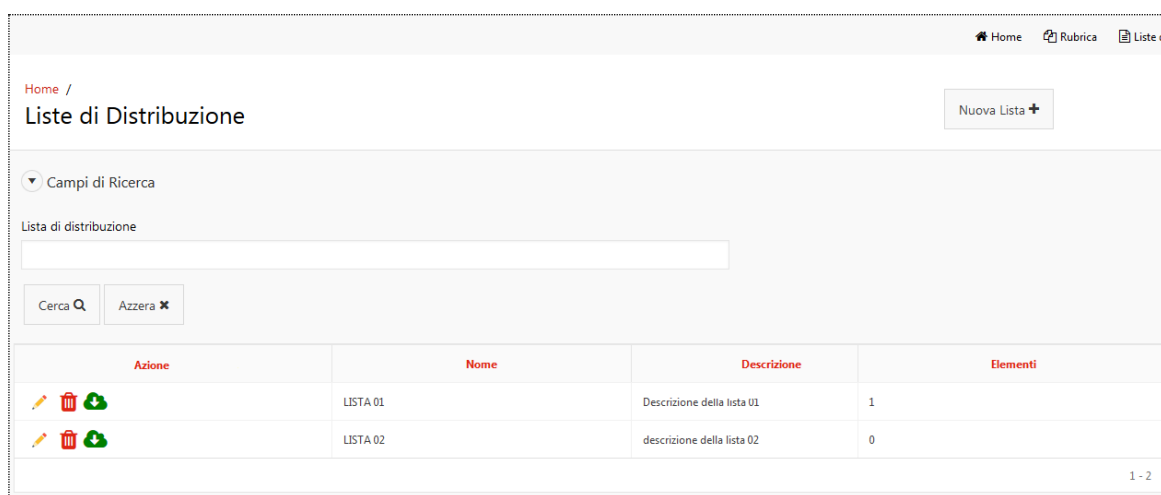 Home Rubrica Liste
Home /
Liste di Distribuzione
Nuova Lista
Campi di Ricerca
Lista di distribuzione
Cerca Azzera
Azione Nome Descrizione Elementi
LISTA 01 Descrizione della lista 01 1
LISTA 02 descrizione della lista 02 0
1 - 2